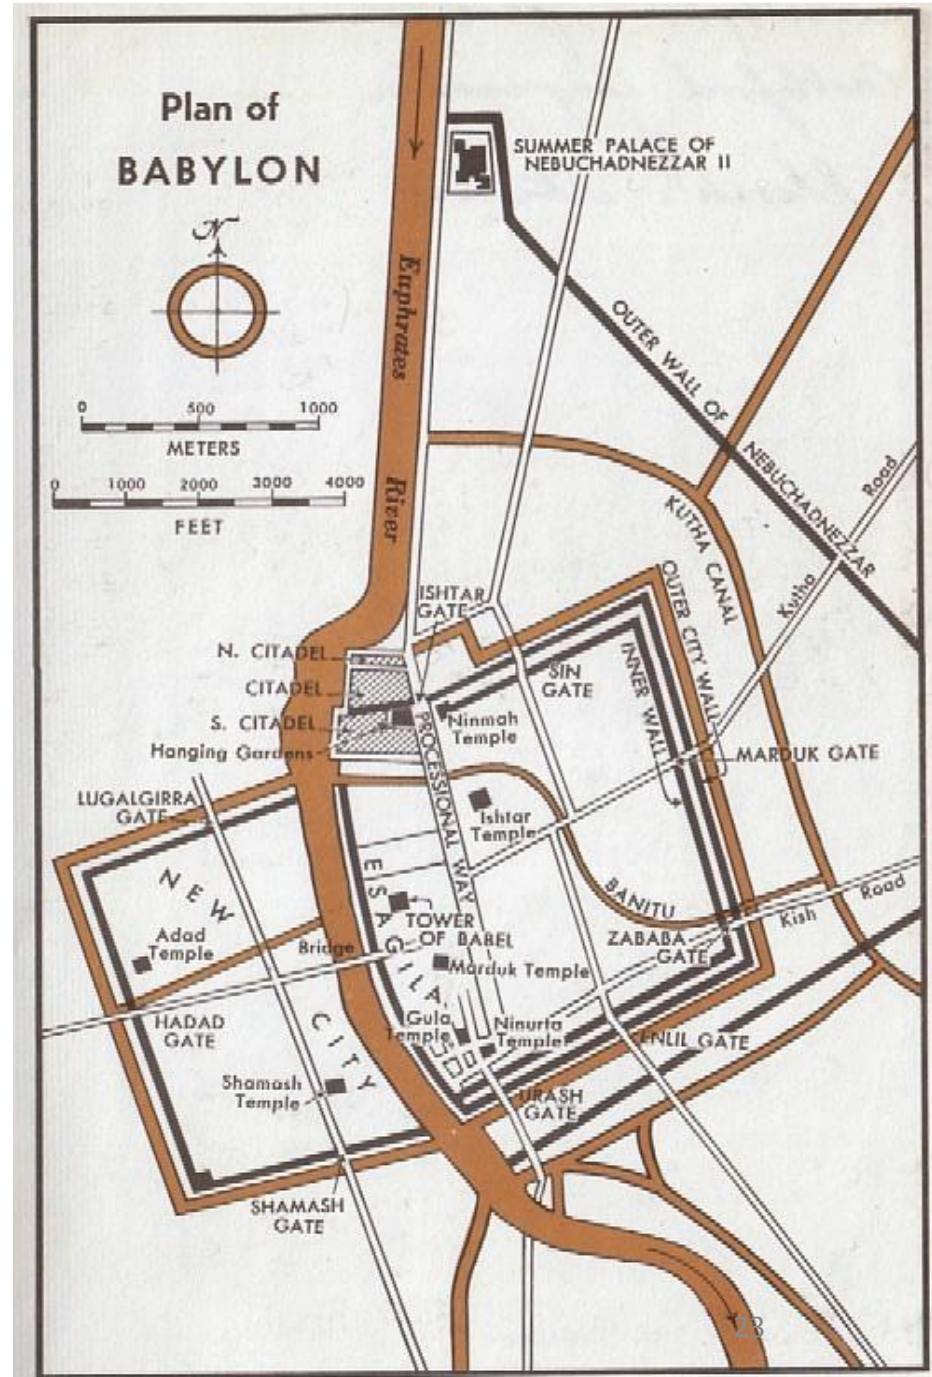 Plan of
BABYLON
N
0 500 1000
METERS
0 1000 2000 3000 4000
FEET
Euphrates
River
SUMMER PALACE OF
NEBUCHADNEZZAR II
OUTER WALL OF
NEBUCHADNEZZAR
Kutha
Road
KUTHA CANAL
OUTER CITY WALL
INNER WALL
ISHTAR
GATE
N. CITADEL
CITADEL
S. CITADEL
Hanging Gardens
SIN
GATE
Ninmah
Temple
PROCESSIONAL WAY
MARDUK GATE
LUGALGIRRA
GATE
Ishtar
Temple
NEW
CITY
ESAGILA
BANITU
Kish Road
ZABABA
GATE
TOWER
OF BABEL
Adad
Temple
Bridge
Marduk Temple
HADAD
GATE
Gula
Temple
Ninurta
Temple
ENLIL GATE
Shamash
Temple
URASH
GATE
SHAMASH
GATE
23